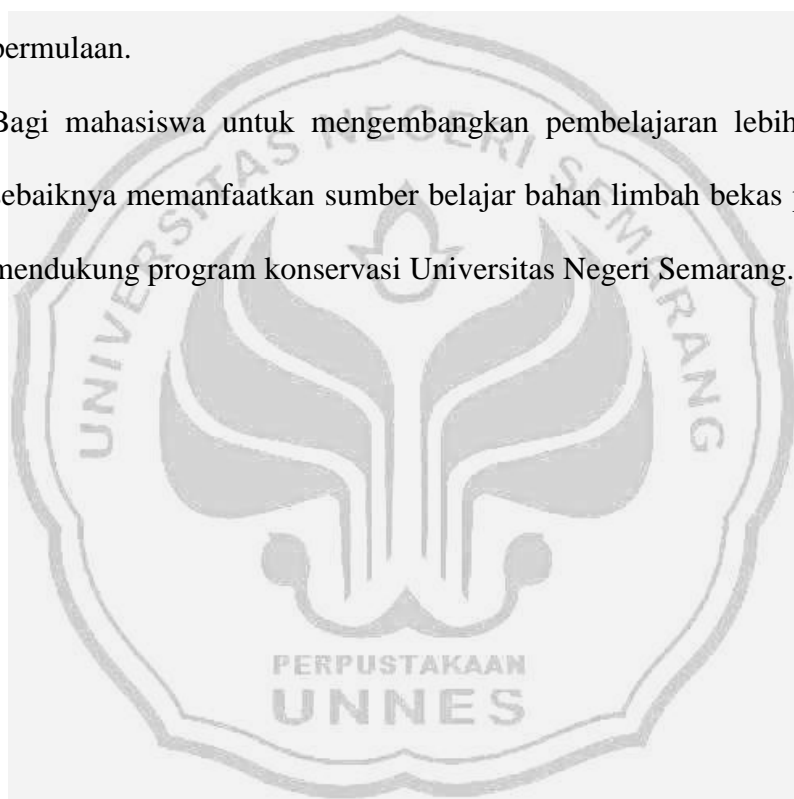 permulaan.
Bagi mahasiswa untuk mengembangkan pembelajaran lebih
sebaiknya memanfaatkan sumber belajar bahan limbah bekas
mendukung program konservasi Universitas Negeri Semarang.
UNIVERSITAS NEGERI SEMARANG
PERPUSTAKAAN
UNNES